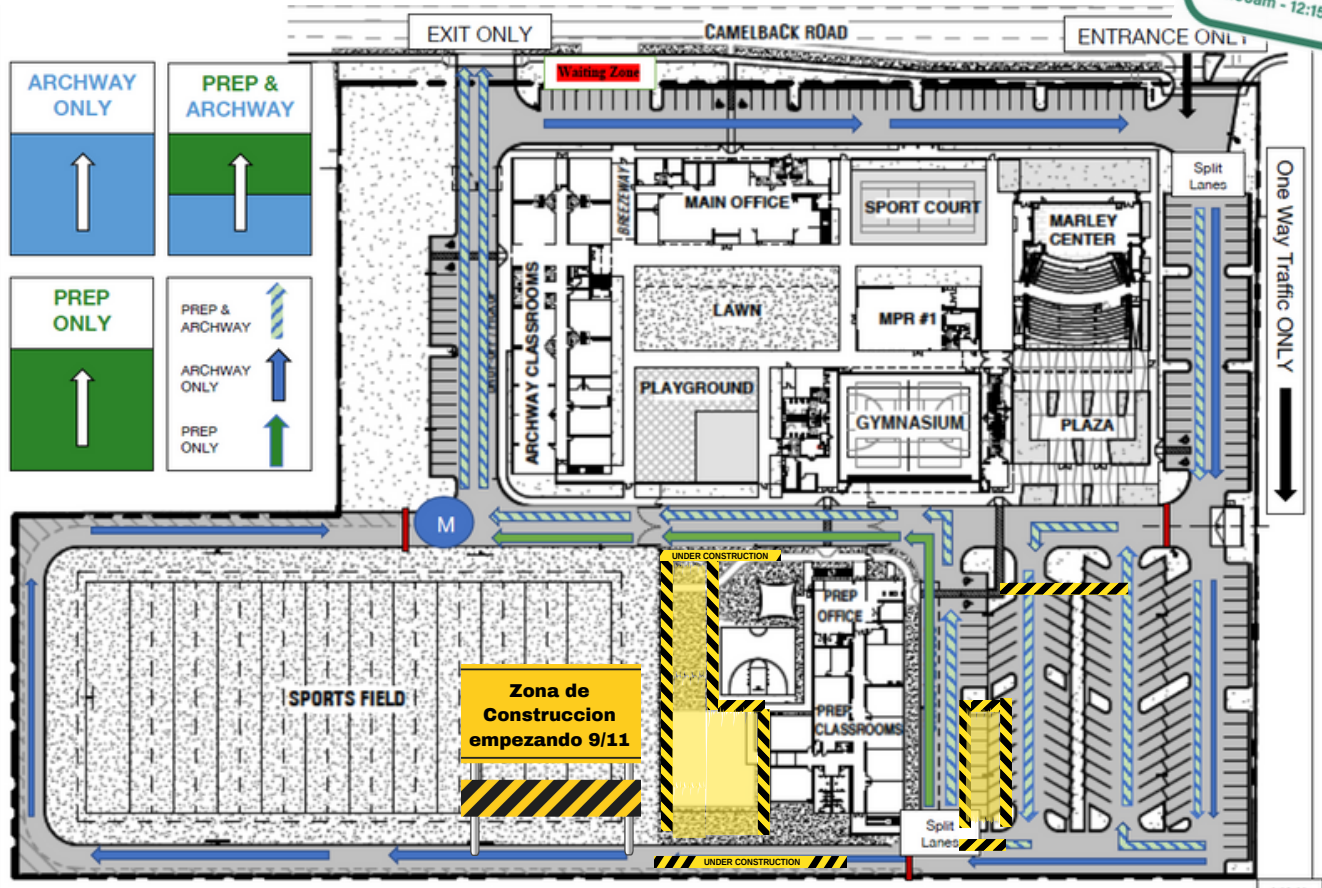 CAMELBACK ROAD
EXIT ONLY
ENTRANCE ONLY
- 12:15
Waiting Zone
ARCHWAY
ONLY
PREP &
ARCHWAY
PREP
ONLY
PREP &
ARCHWAY
ARCHWAY
ONLY
PREP
ONLY
Split
Lanes
One Way Traffic ONLY
BREEZEWAY
MAIN OFFICE
SPORT COURT
MARLEY
CENTER
ARCHWAY CLASSROOMS
LAWN
MPR #1
PLAYGROUND
GYMNASIUM
PLAZA
M
UNDER CONSTRUCTION
PREP
OFFICE
SPORTS FIELD
Zona de
Construccion
empezando 9/11
PREP
CLASSROOMS
Split
Lanes
UNDER CONSTRUCTION